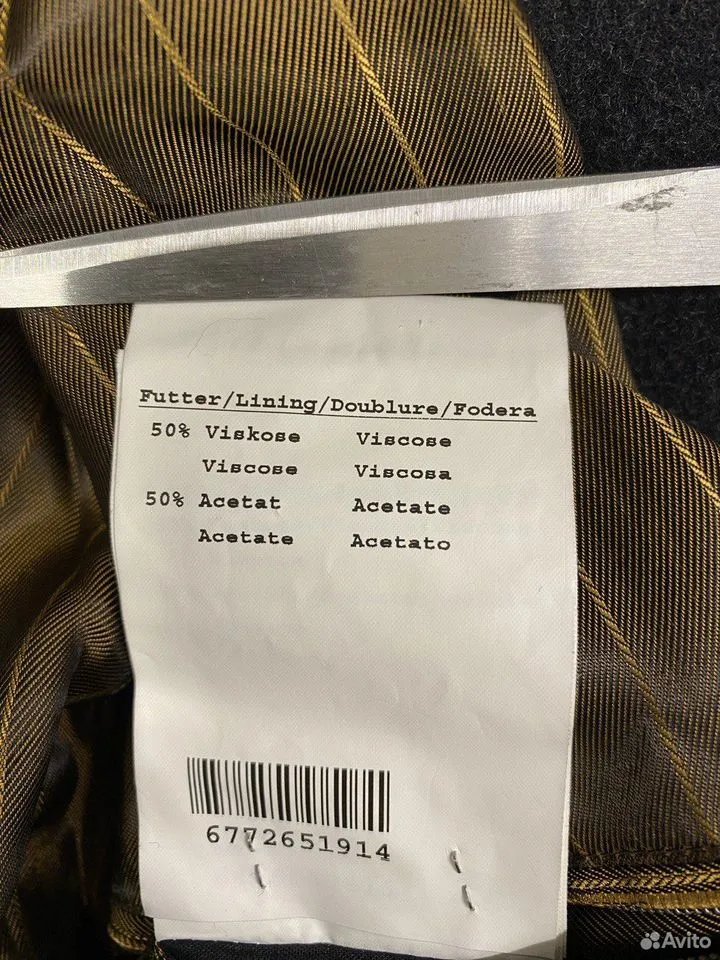 Futter/Lining/Doublure/Fodera
50% Viskose Viscose
Viscose Viscosa
50% Acetat Acetate
Acetate Acetato
6772651914
Avito